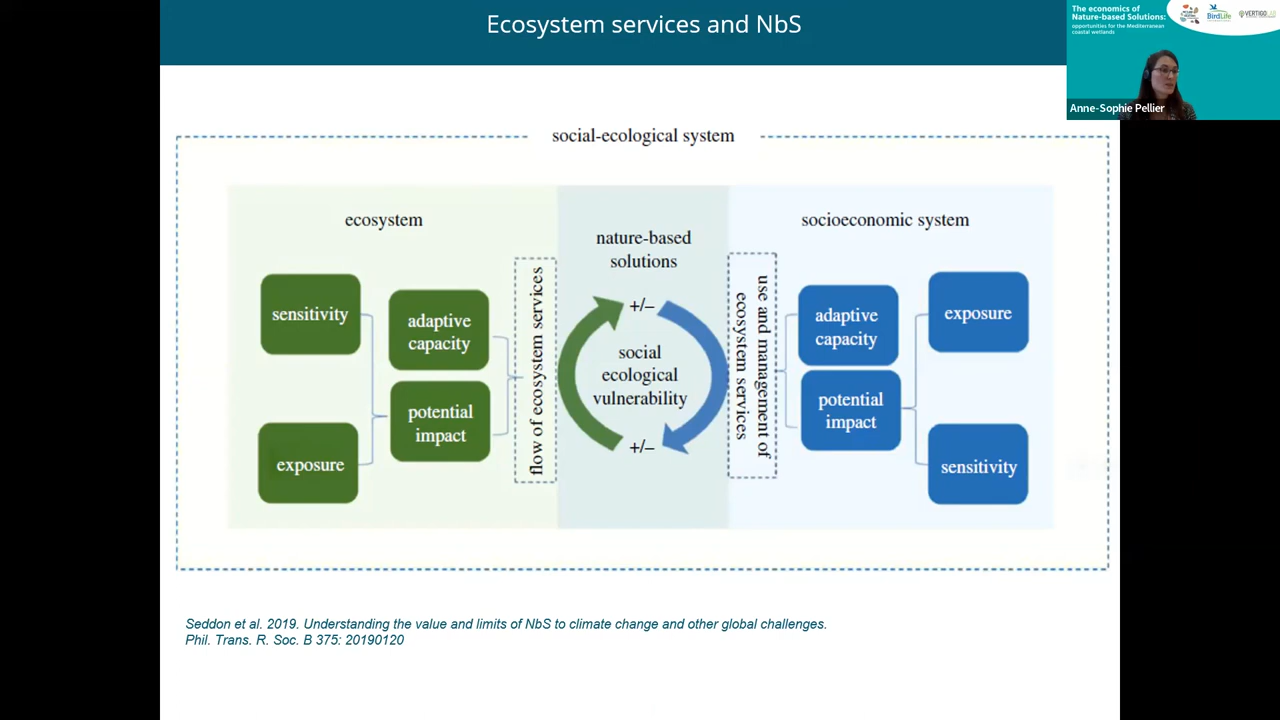 Ecosystem services and NbS
The economics of
Nature-based Solutions:
opportunities for the Mediterranean
coastal wetlands
BirdLife
VERTIGOLAB
Anne-Sophie Pellier
social-ecological system
ecosystem
sensitivity
exposure
adaptive
capacity
potential
impact
flow of ecosystem services
nature-based
solutions
+/–
social
ecological
vulnerability
+/–
use and management of
ecosystem services
socioeconomic system
adaptive
capacity
potential
impact
exposure
sensitivity
Seddon et al. 2019. Understanding the value and limits of NbS to climate change and other global challenges.
Phil. Trans. R. Soc. B 375: 20190120